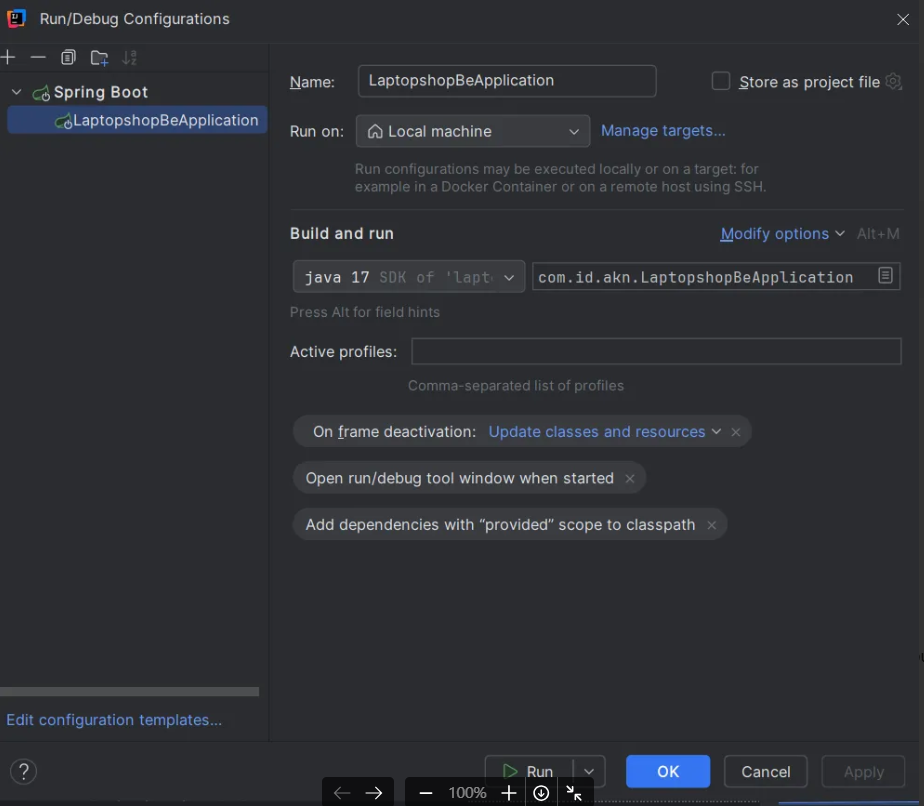 Run/Debug Configurations
Spring Boot
LaptopshopBeApplication
Edit configuration templates...
Name: LaptopshopBeApplication Store as project file
Run on: Local machine Manage targets...
Run configurations may be executed locally or on a target: for
example in a Docker Container or on a remote host using SSH.
Build and run Modify options Alt+M
java 17 SDK of 'lapt com.id.akn.LaptopshopBeApplication
Press Alt for field hints
Active profiles:
Comma-separated list of profiles
On frame deactivation: Update classes and resources
Open run/debug tool window when started
Add dependencies with “provided” scope to classpath
? Run OK Cancel Apply
100%